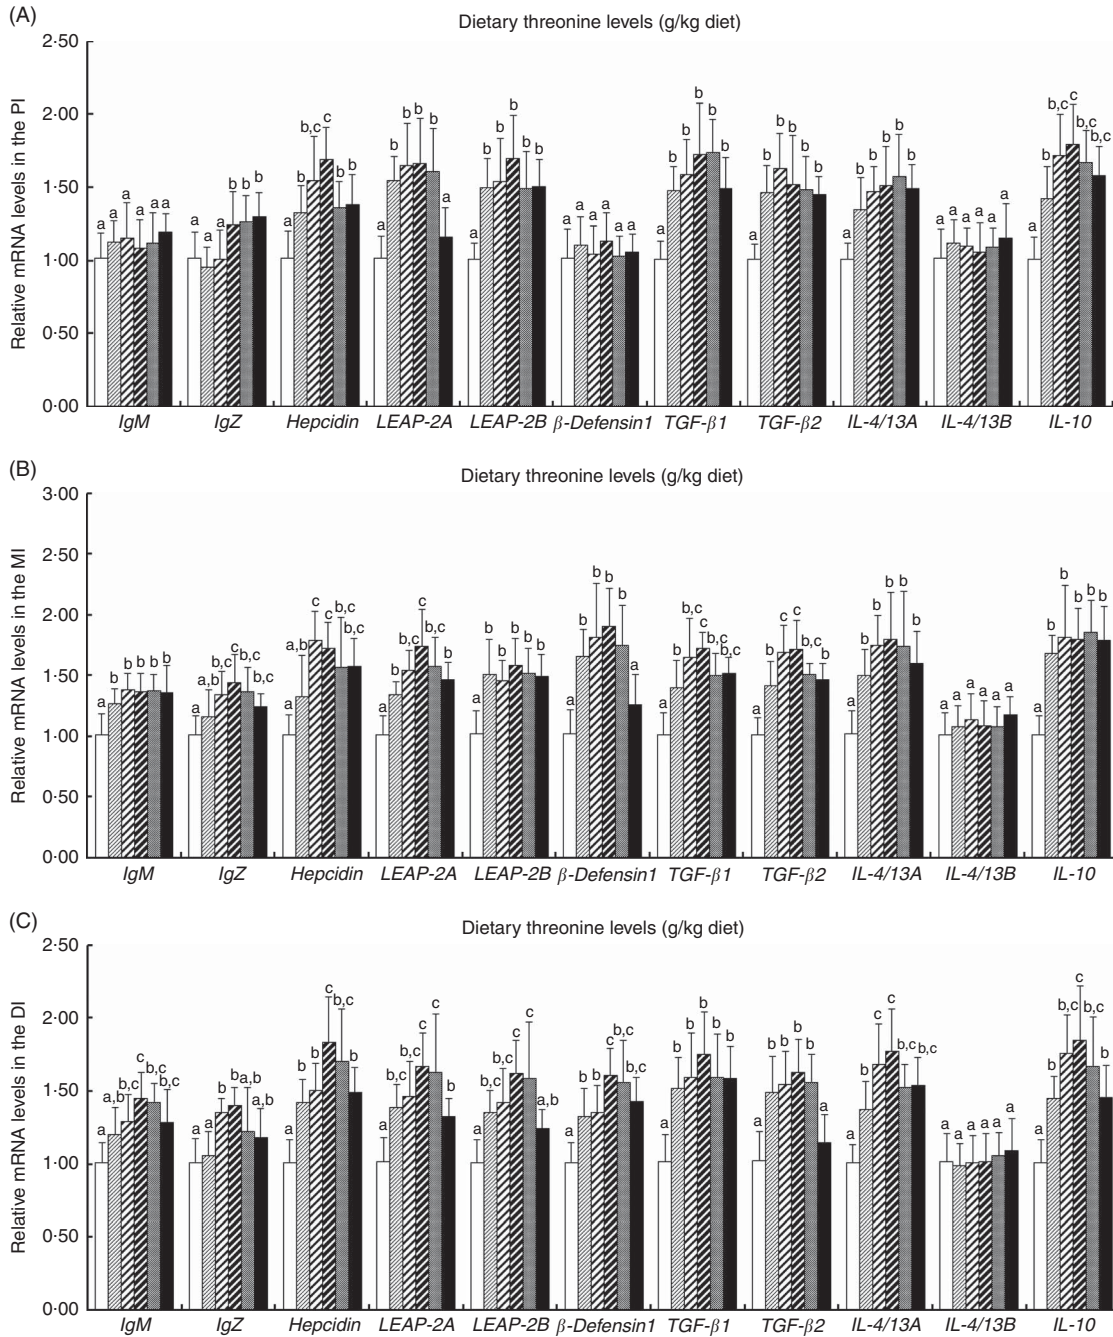 (A)
Dietary threonine levels (g/kg diet)
Relative mRNA levels in the PI
2·50
2·00
1·50
1·00
0·50
0·00
a a a a a a
a a a b b b
a b b,c c b b
a b b b b a
a b b b b b
a a a a a a
a b b b b b
a b b b b b
a b b b b b
a a a a a a
a b b,c c b,c b,c
IgM IgZ Hepcidin LEAP-2A LEAP-2B β-Defensin1 TGF-β1 TGF-β2 IL-4/13A IL-4/13B IL-10
(B)
Dietary threonine levels (g/kg diet)
Relative mRNA levels in the MI
3·00
2·50
2·00
1·50
1·00
0·50
0·00
a b b b b b
a a,b b,c c b,c b,c
a a,b c c b,c b,c
a b b,c c b,c b
a b b b b b
a b b b b a
a b b,c c b,c b,c
a b c c b b
a b b b b b
a a a a a a
a b b b b b
IgM IgZ Hepcidin LEAP-2A LEAP-2B β-Defensin1 TGF-β1 TGF-β2 IL-4/13A IL-4/13B IL-10
(C)
Dietary threonine levels (g/kg diet)
Relative mRNA levels in the DI
2·50
2·00
1·50
1·00
0·50
0·00
a a,b b,c c b,c b,c
a a b b a,b a,b
a b b c b,c b
a b,c b,c c c b
a b,c b,c c c a,b
a b b c b,c b,c
a b b b b b
a b b b b a
a b c c b,c b,c
a a a a a a
a b b,c c b,c b
IgM IgZ Hepcidin LEAP-2A LEAP-2B β-Defensin1 TGF-β1 TGF-β2 IL-4/13A IL-4/13B IL-10